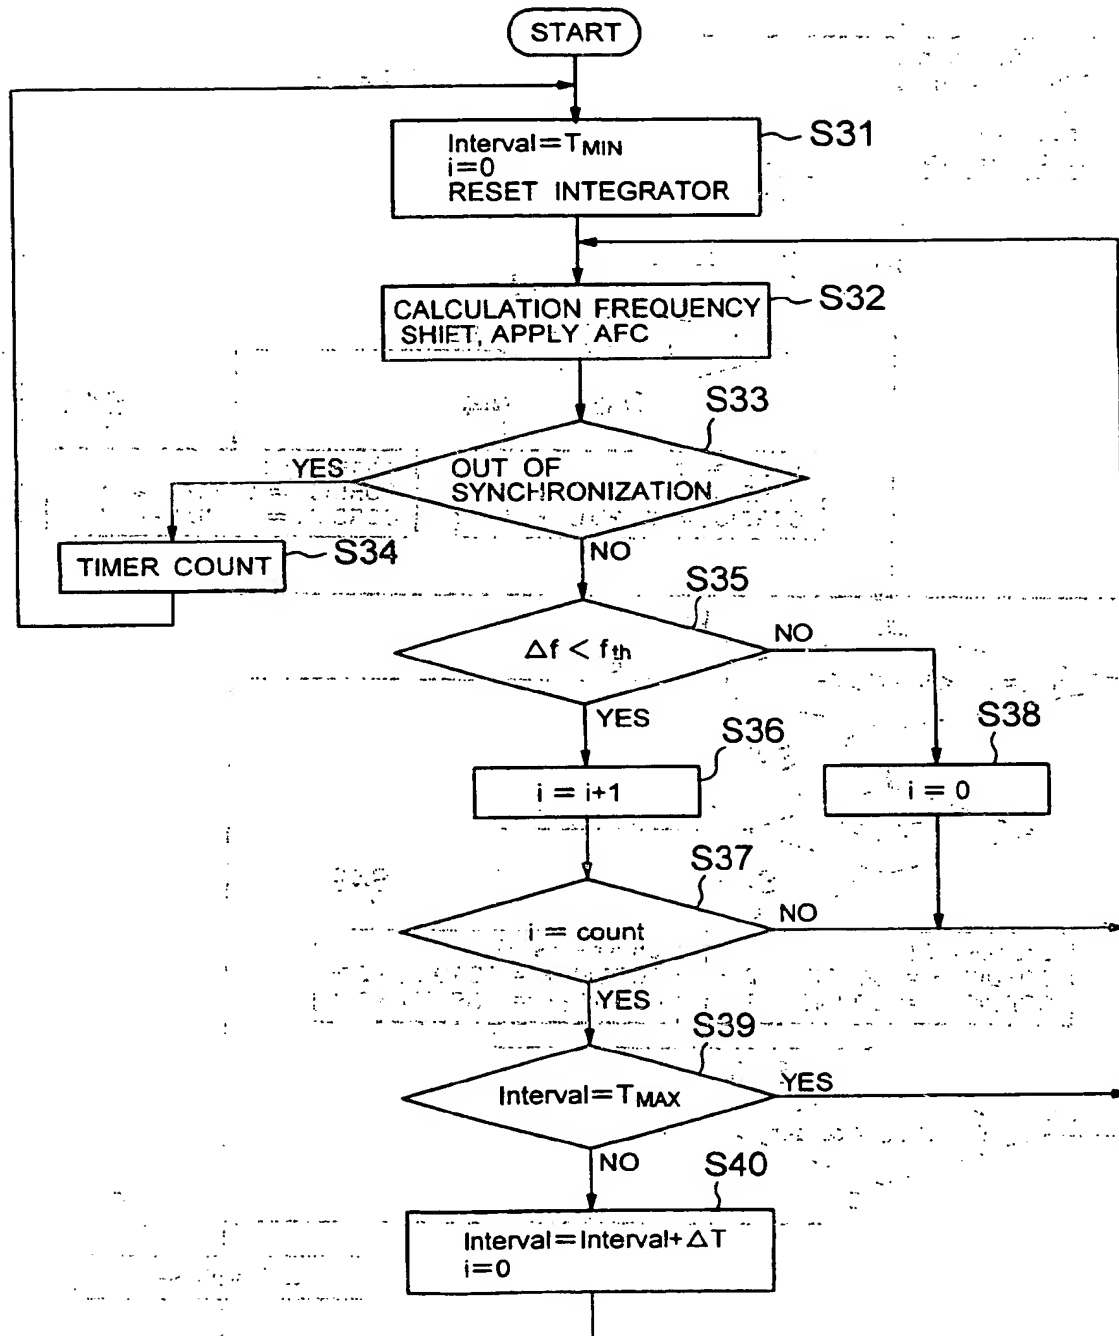 START
Interval=TMIN
i=0
RESET INTEGRATOR
S31
CALCULATION FREQUENCY
SHIFT, APPLY AFC
S32
S33
YES
OUT OF
SYNCHRONIZATION
NO
TIMER COUNT
S34
S35
Δf < fth
NO
YES
S36
i = i+1
S38
i = 0
S37
i = count
NO
YES
S39
Interval=TMAX
YES
NO
S40
Interval=Interval+ΔT
i=0